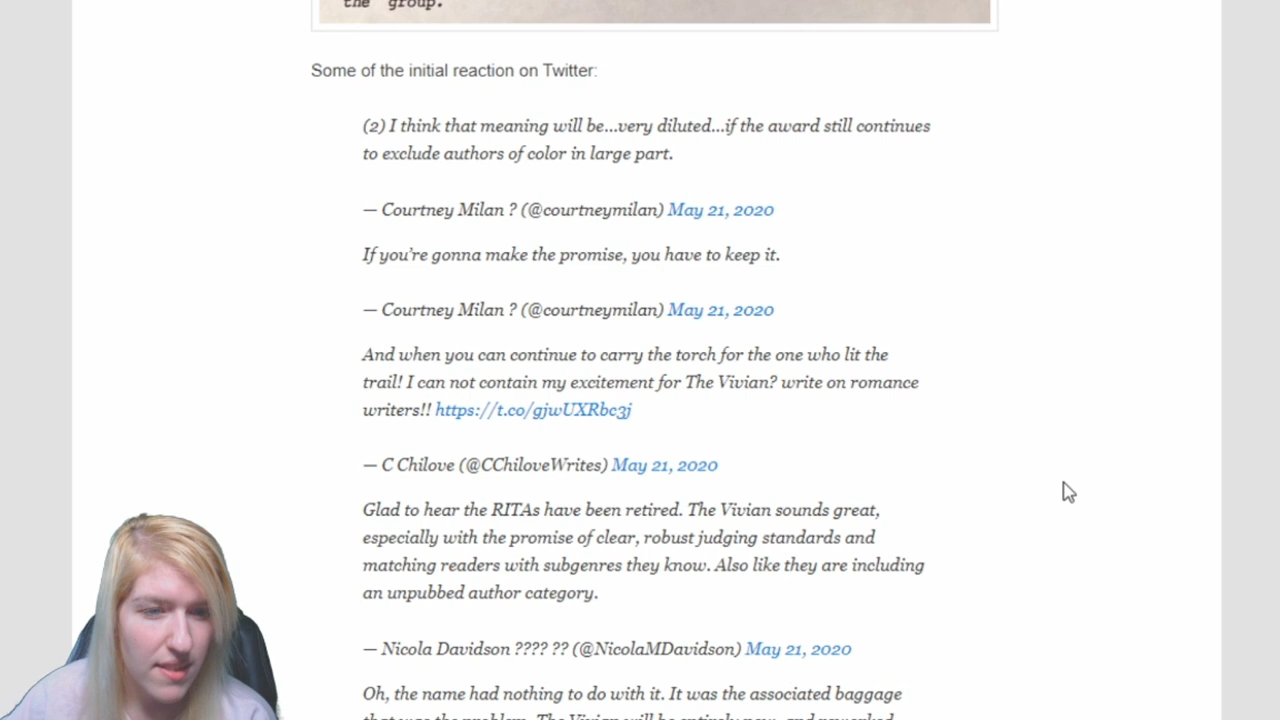 the group.
Some of the initial reaction on Twitter:
(2) I think that meaning will be...very diluted...if the award still continues
to exclude authors of color in large part.
— Courtney Milan ? (@courtneymilan) May 21, 2020
If you’re gonna make the promise, you have to keep it.
— Courtney Milan ? (@courtneymilan) May 21, 2020
And when you can continue to carry the torch for the one who lit the
trail! I can not contain my excitement for The Vivian? write on romance
writers!! https://t.co/gjwUXRbc3j
— C Chilove (@CChiloveWrites) May 21, 2020
Glad to hear the RITAs have been retired. The Vivian sounds great,
especially with the promise of clear, robust judging standards and
matching readers with subgenres they know. Also like they are including
an unpubbed author category.
— Nicola Davidson ???? ?? (@NicolaMDavidson) May 21, 2020
Oh, the name had nothing to do with it. It was the associated baggage
that was the problem. The Vivian will be entirely new, and reworked